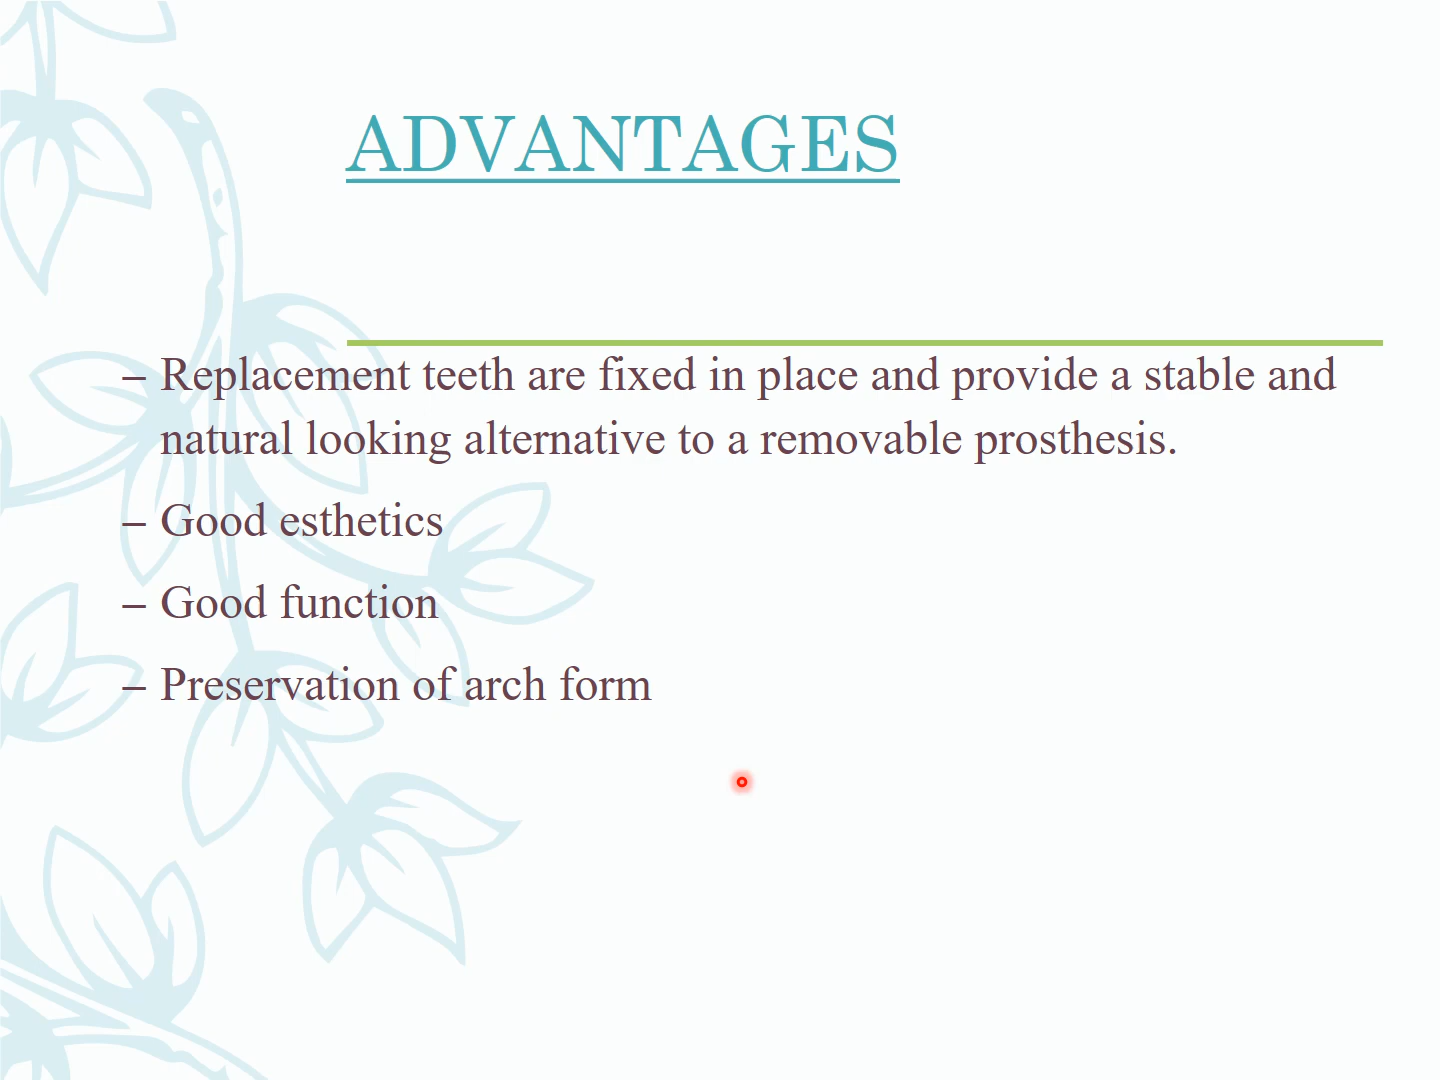 ADVANTAGES
– Replacement teeth are fixed in place and provide a stable and
natural looking alternative to a removable prosthesis.
– Good esthetics
– Good function
– Preservation of arch form